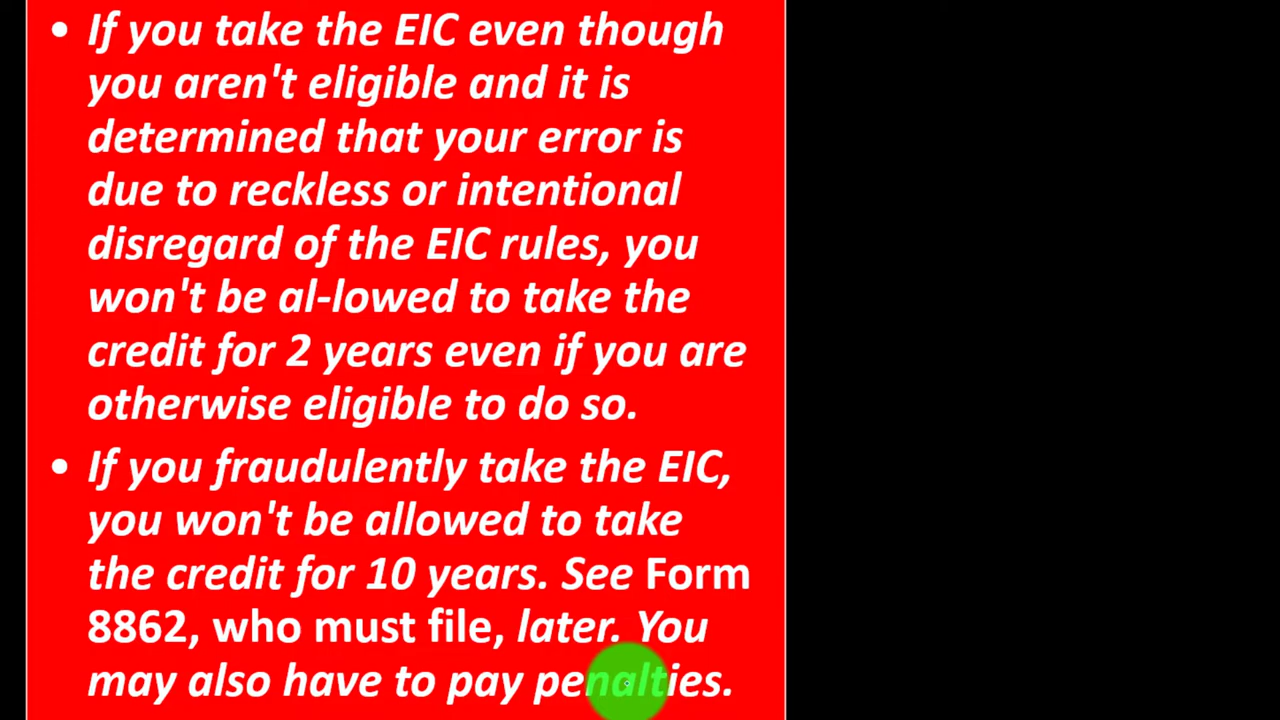 • If you take the EIC even though
you aren't eligible and it is
determined that your error is
due to reckless or intentional
disregard of the EIC rules, you
won't be al-lowed to take the
credit for 2 years even if you are
otherwise eligible to do so.
• If you fraudulently take the EIC,
you won't be allowed to take
the credit for 10 years. See Form
8862, who must file, later. You
may also have to pay penalties.